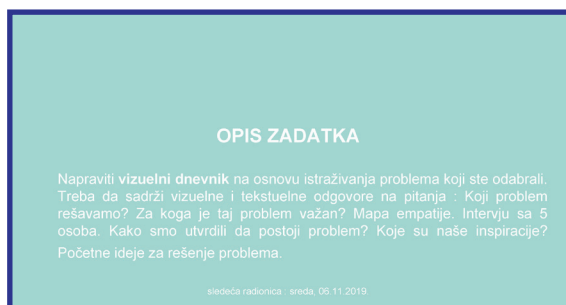 OPIS ZADATKA
Napraviti vizuelni dnevnik na osnovu istraživanja problema koji ste odabrali.
Treba da sadrži vizuelne i tekstuelne odgovore na pitanja : Koji problem
rešavamo? Za koga je taj problem važan? Mapa empatije. Intervju sa 5
osoba. Kako smo utvrdili da postoji problem? Koje su naše inspiracije?
Početne ideje za rešenje problema.
sledeća radionica : sreda, 06.11.2019.